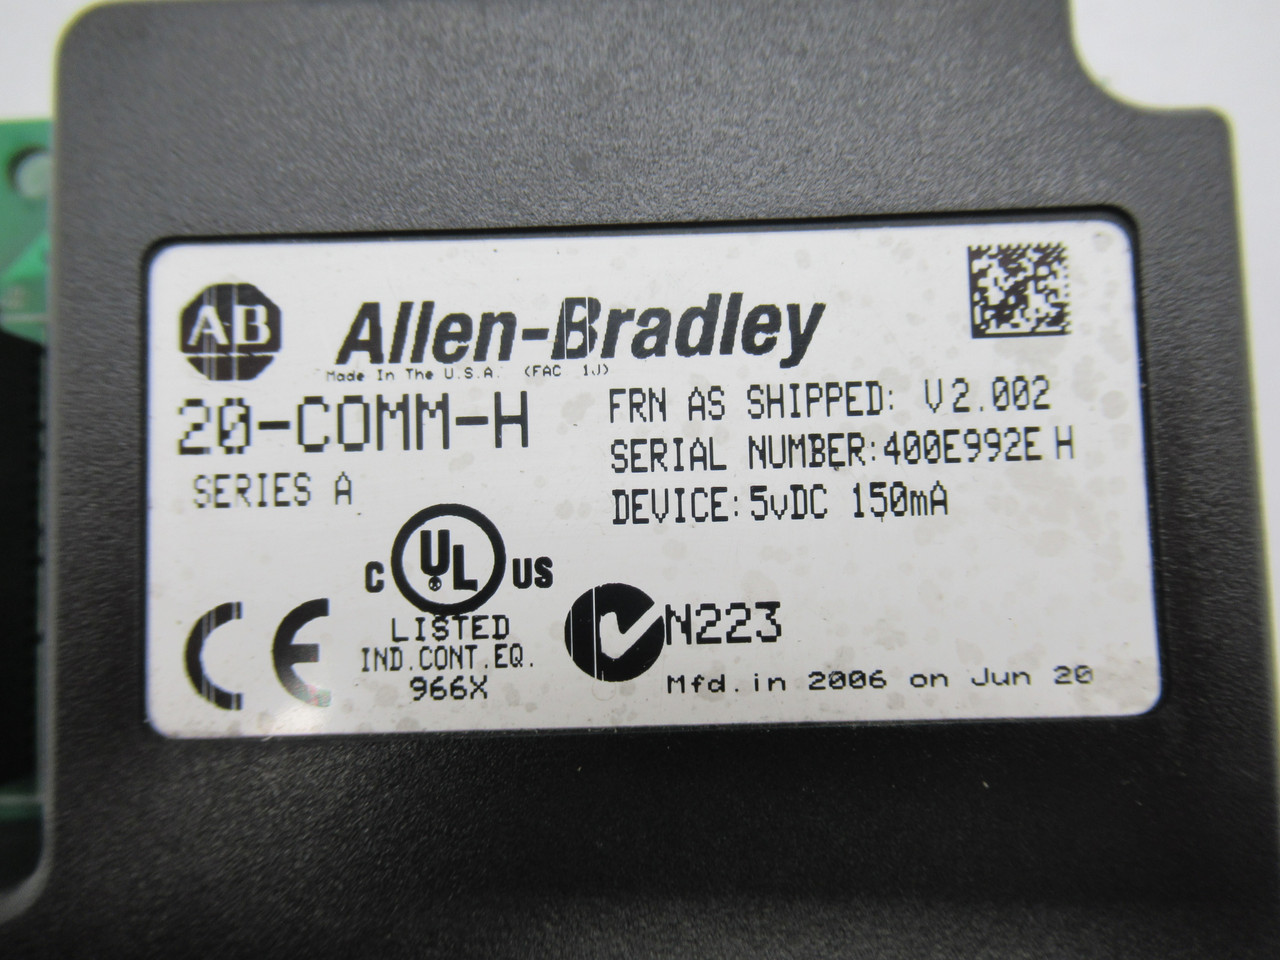 AB Allen-Bradley
Made In The U.S.A. (FAC 1J)
20-COMM-H
SERIES A
FRN AS SHIPPED: V2.002
SERIAL NUMBER:400E992E H
DEVICE:5vDC 150mA
C UL US
LISTED
IND.CONT.EQ.
966X
CE
N223
Mfd. in 2006 on Jun 20